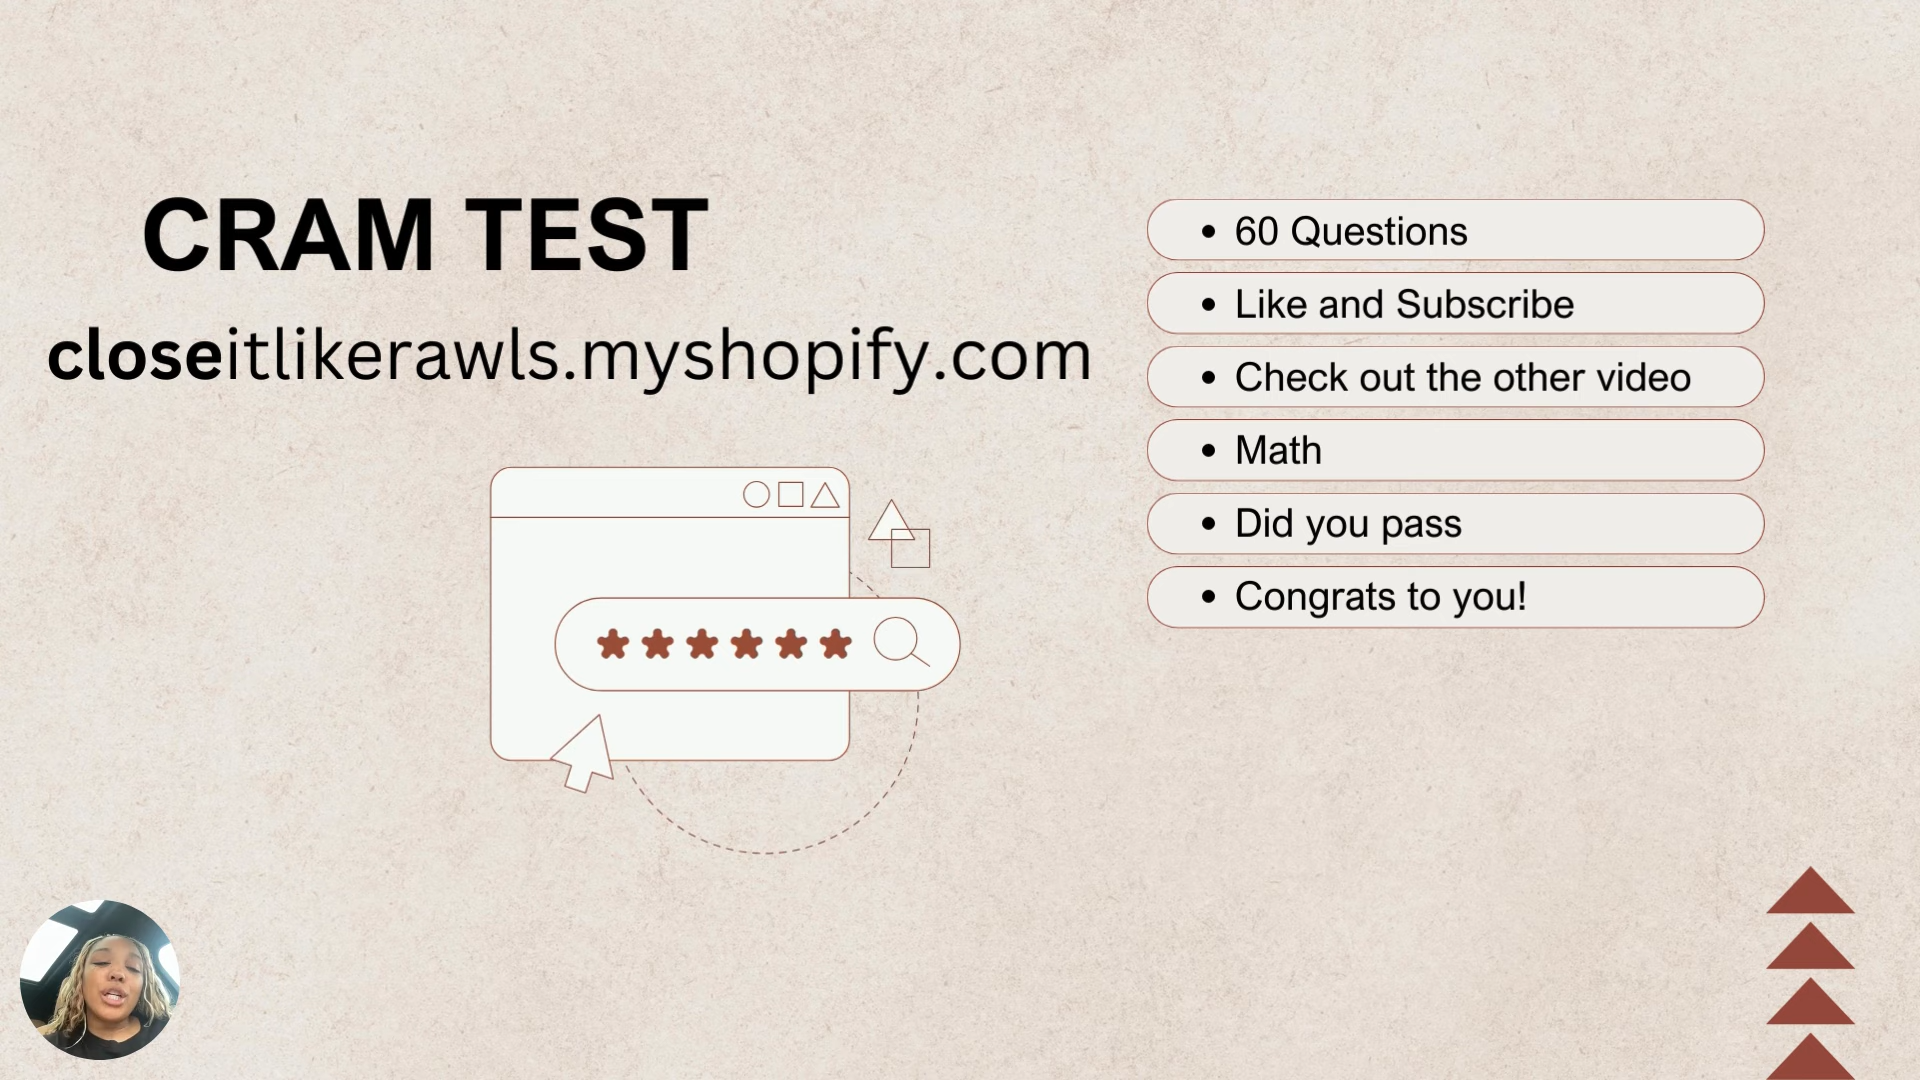 CRAM TEST
closeitlikerawls.myshopify.com
• 60 Questions
• Like and Subscribe
• Check out the other video
• Math
• Did you pass
• Congrats to you!